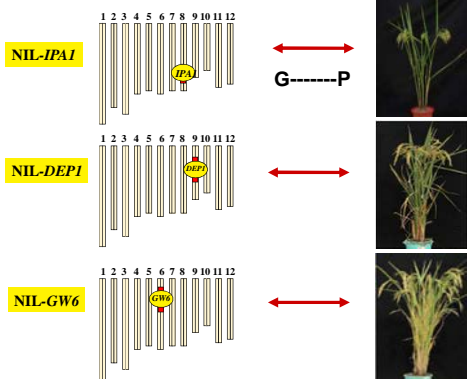 1 2 3 4 5 6 7 8 9 10 11 12
NIL-IPA1
IPA1
G-------P
1 2 3 4 5 6 7 8 9 10 11 12
NIL-DEP1
DEP1
1 2 3 4 5 6 7 8 9 10 11 12
NIL-GW6
GW6